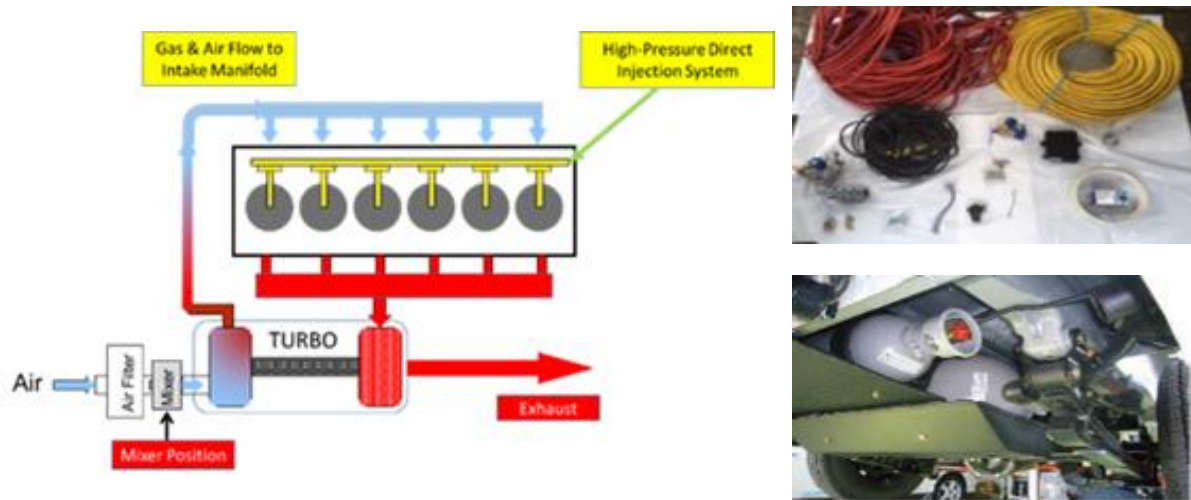 Gas & Air Flow to
Intake Manifold
High-Pressure Direct
Injection System
TURBO
Air
Air Filter
Mixer
Exhaust
Mixer Position